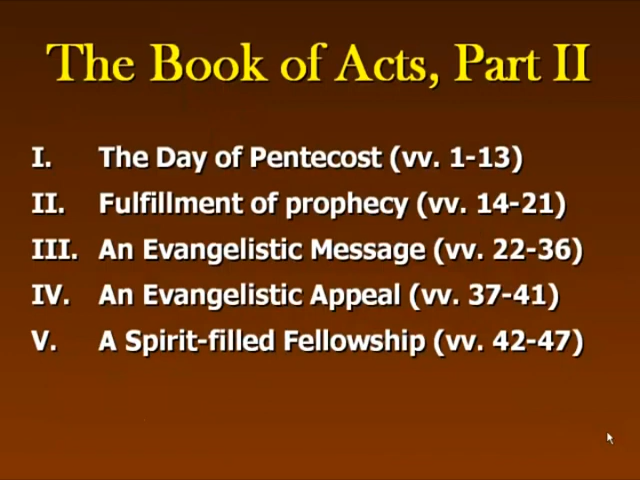 The Book of Acts, Part II
I. The Day of Pentecost (vv. 1-13)
II. Fulfillment of prophecy (vv. 14-21)
III. An Evangelistic Message (vv. 22-36)
IV. An Evangelistic Appeal (vv. 37-41)
V. A Spirit-filled Fellowship (vv. 42-47)